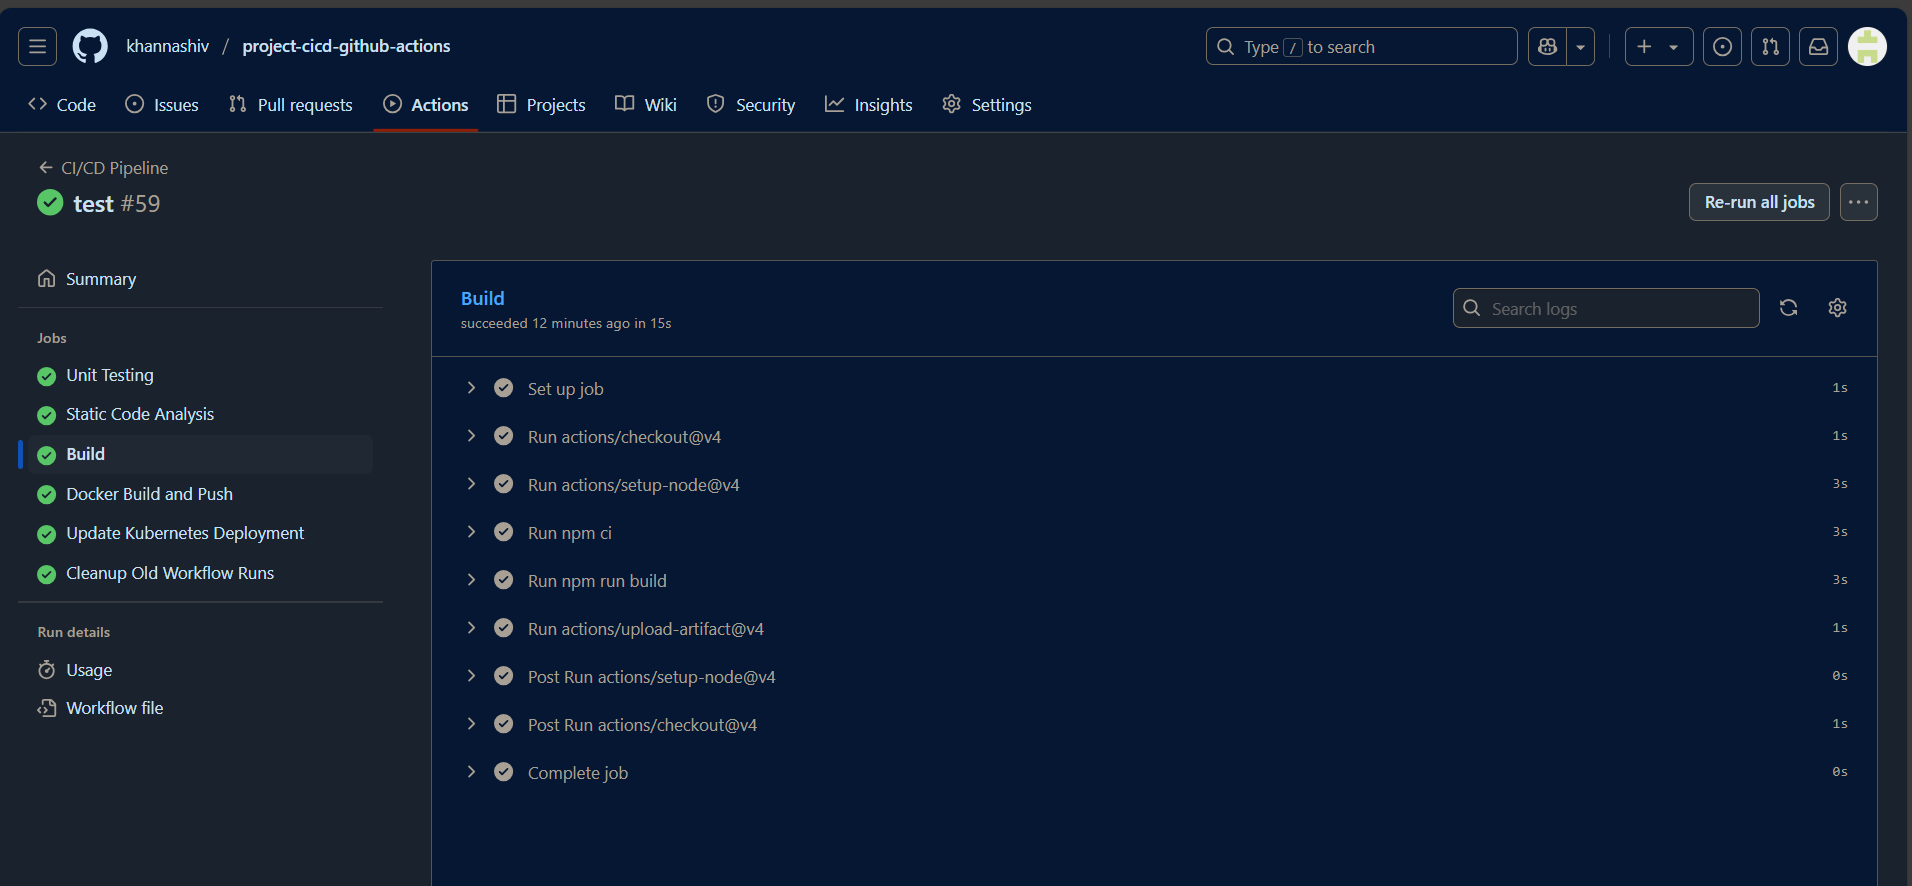 khannashiv / project-cicd-github-actions
Type / to search
Code
Issues
Pull requests
Actions
Projects
Wiki
Security
Insights
Settings
CI/CD Pipeline
test #59
Re-run all jobs
Summary
Jobs
Unit Testing
Static Code Analysis
Build
Docker Build and Push
Update Kubernetes Deployment
Cleanup Old Workflow Runs
Run details
Usage
Workflow file
Build
succeeded 12 minutes ago in 15s
Search logs
Set up job 1s
Run actions/checkout@v4 1s
Run actions/setup-node@v4 3s
Run npm ci 3s
Run npm run build 3s
Run actions/upload-artifact@v4 1s
Post Run actions/setup-node@v4 0s
Post Run actions/checkout@v4 1s
Complete job 0s